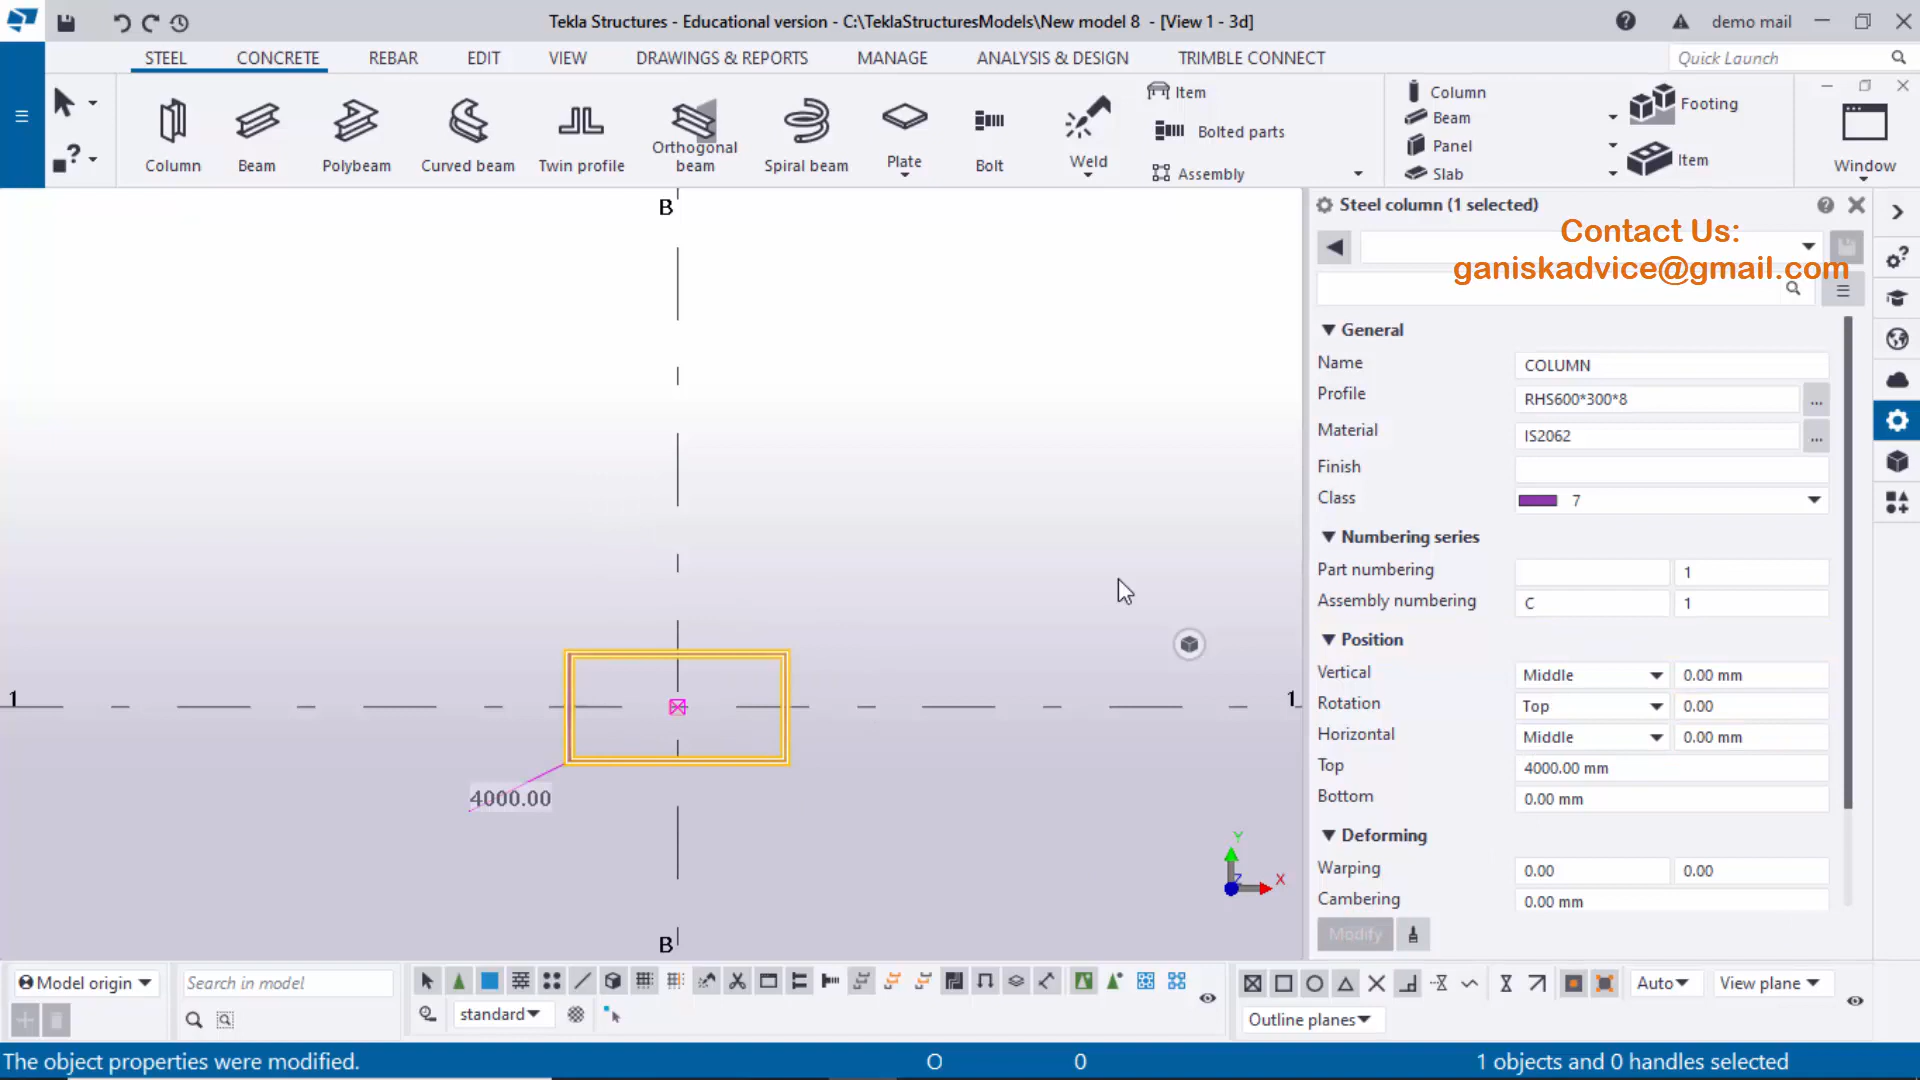 Tekla Structures - Educational version - C:\TeklaStructuresModels\New model 8 - [View 1 - 3d]
demo mail
STEEL CONCRETE REBAR EDIT VIEW DRAWINGS & REPORTS MANAGE ANALYSIS & DESIGN TRIMBLE CONNECT
Quick Launch
Column
Beam
Polybeam
Curved beam
Twin profile
Orthogonal
beam
Spiral beam
Plate
Bolt
Weld
Item
Bolted parts
Assembly
Column
Beam
Panel
Slab
Footing
Item
Window
B
1
1
4000.00
B
Y
Z
X
Steel column (1 selected)
Contact Us:
ganiskadvice@gmail.com
General
Name COLUMN
Profile RHS600*300*8 ...
Material IS2062 ...
Finish
Class 7
Numbering series
Part numbering 1
Assembly numbering C 1
Position
Vertical Middle 0.00 mm
Rotation Top 0.00
Horizontal Middle 0.00 mm
Top 4000.00 mm
Bottom 0.00 mm
Deforming
Warping 0.00 0.00
Cambering 0.00 mm
Modify
Model origin
Search in model
standard
Auto
View plane
Outline planes
The object properties were modified.
O
0
1 objects and 0 handles selected